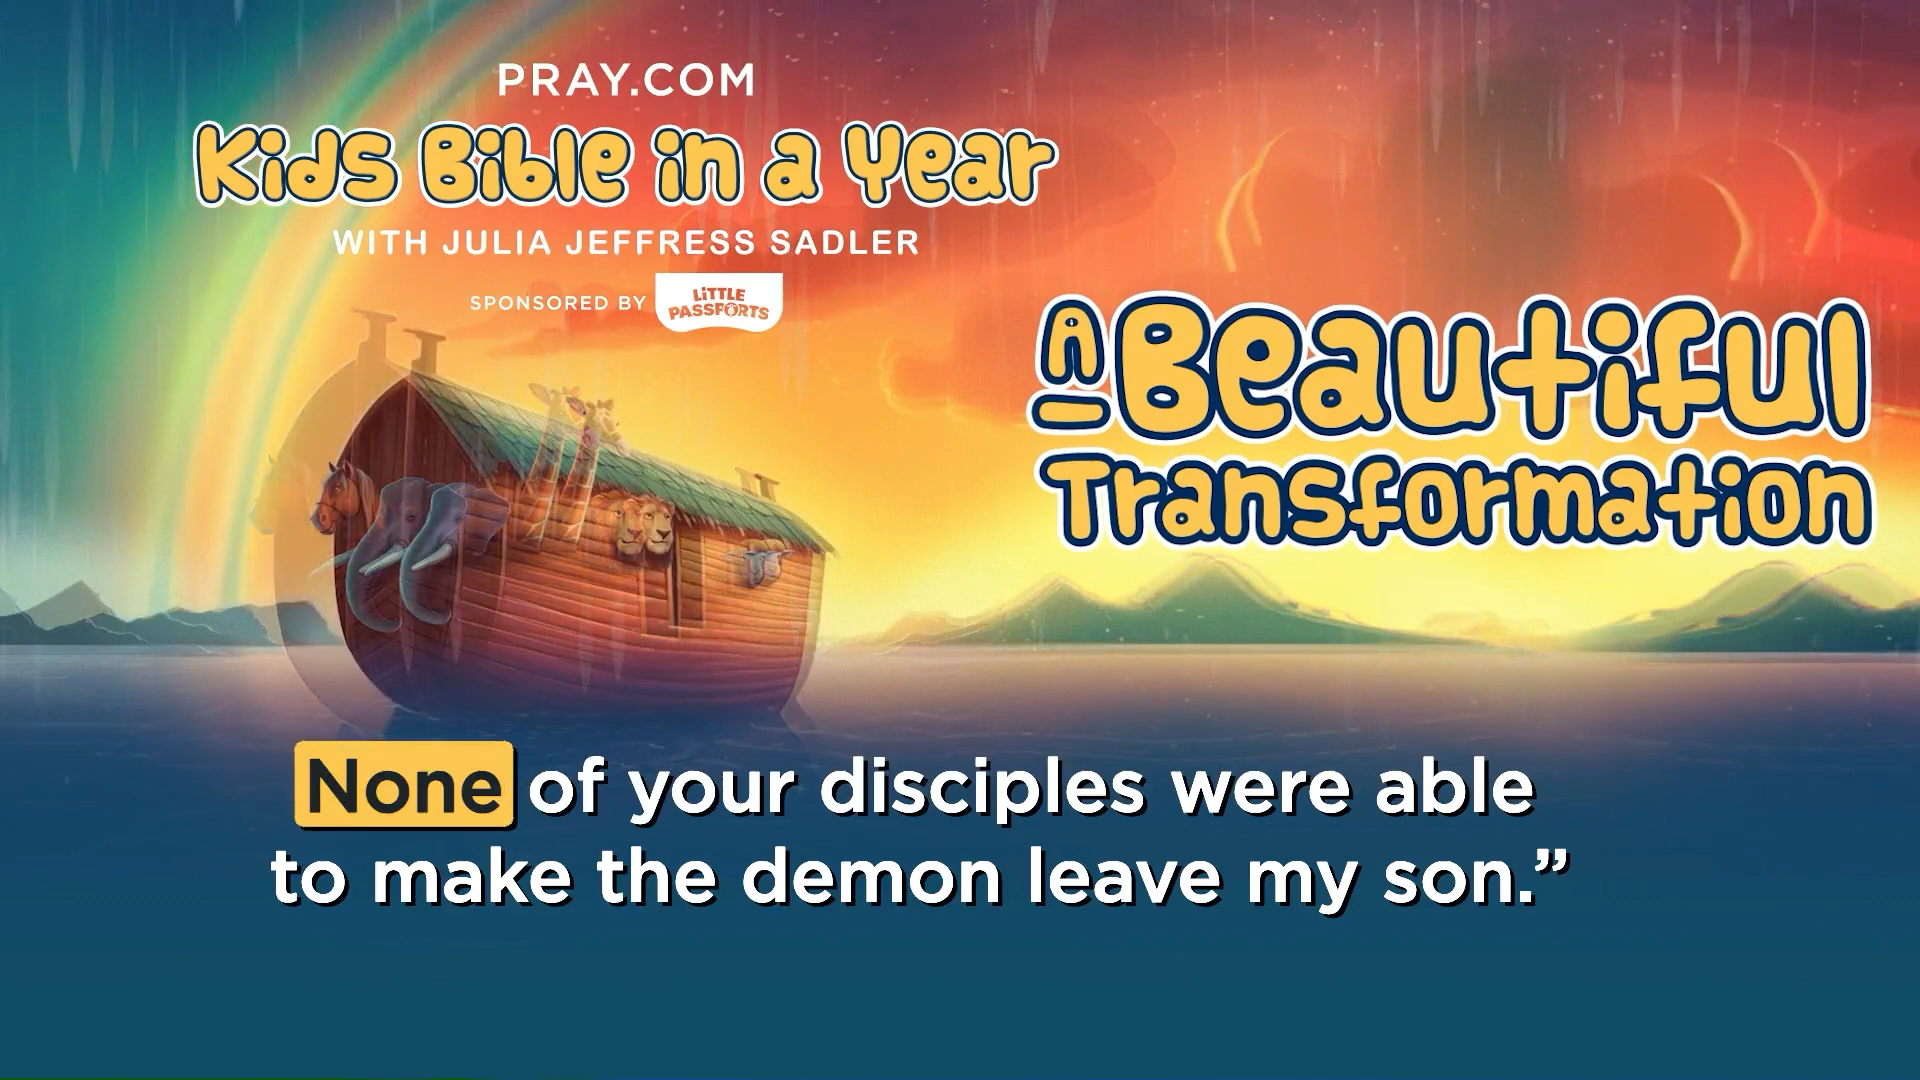 PRAY.COM
Kids Bible in a Year
WITH JULIA JEFFRESS SADLER
SPONSORED BY LiTTLE
PASSPORTS
A Beautiful
Transformation
None of your disciples were able
to make the demon leave my son.”